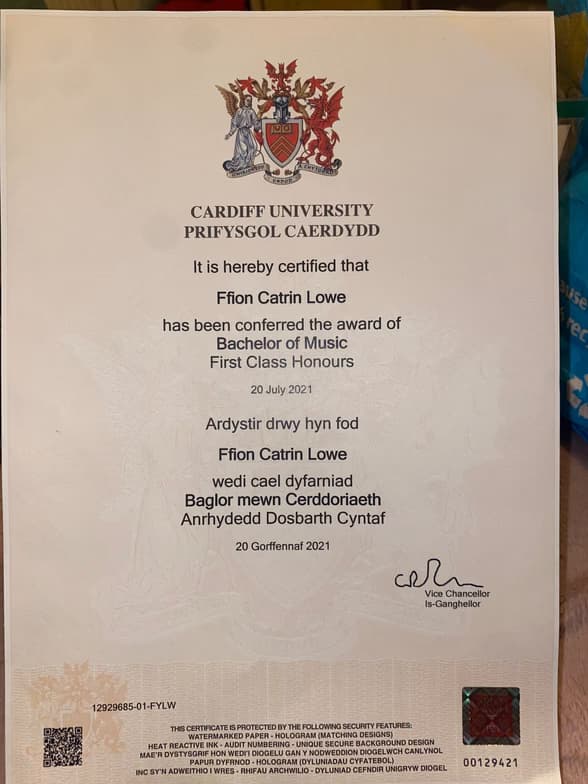 CARDIFF UNIVERSITY
PRIFYSGOL CAERDYDD
It is hereby certified that
Ffion Catrin Lowe
has been conferred the award of
Bachelor of Music
First Class Honours
20 July 2021
Ardystir drwy hyn fod
Ffion Catrin Lowe
wedi cael dyfarniad
Baglor mewn Cerddoriaeth
Anrhydedd Dosbarth Cyntaf
20 Gorffennaf 2021
Vice Chancellor
Is-Ganghellor
12929685-01-FYLW
THIS CERTIFICATE IS PROTECTED BY THE FOLLOWING SECURITY FEATURES:
WATERMARKED PAPER - HOLOGRAM (MATCHING DESIGNS)
HEAT REACTIVE INK - AUDIT NUMBERING - UNIQUE SECURE BACKGROUND DESIGN
MAE'R DYSTYSGRIF HON WEDI'I DIOGELU GAN Y NODWEDDION DIOGELWCH CANLYNOL
PAPUR DYFRNOD - HOLOGRAM (DYLUNIADAU CYFATEBOL)
INC SY'N ADWEITHIO I WRES - RHIFAU ARCHWILIO - DYLUNIAD CEFNDIR UNIGRYW DIOGEL
00129421